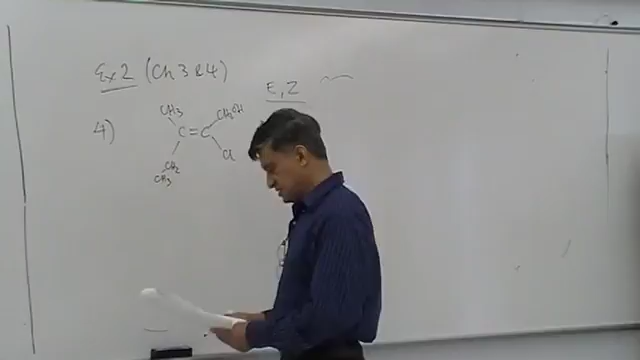 Ex 2 (Ch 3 & 4)
E, Z
4)
CH3 CH2OH
C=C
Cl
CH2
CH3